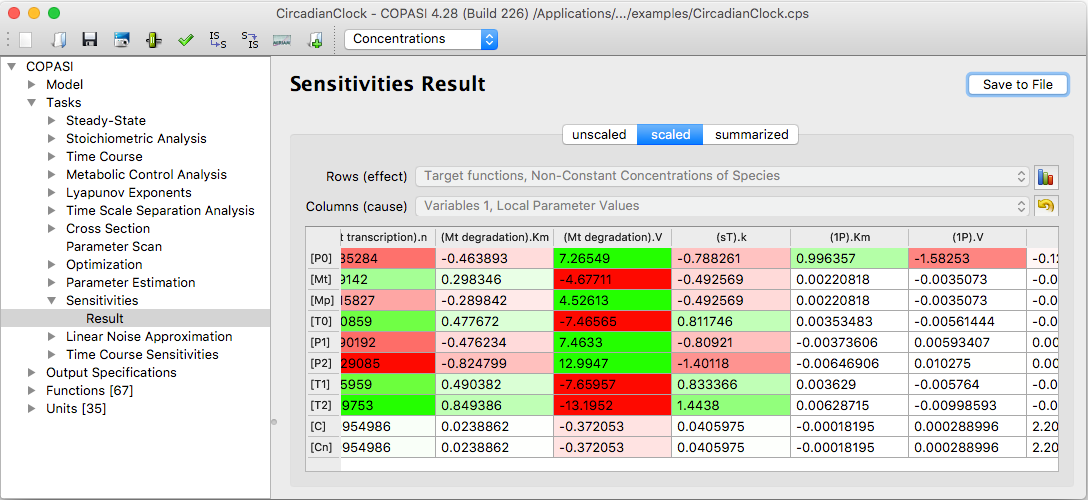 CircadianClock - COPASI 4.28 (Build 226) /Applications/.../examples/CircadianClock.cps
IS S S IS MIRIAM Concentrations
COPASI
Model
Tasks
Steady-State
Stoichiometric Analysis
Time Course
Metabolic Control Analysis
Lyapunov Exponents
Time Scale Separation Analysis
Cross Section
Parameter Scan
Optimization
Parameter Estimation
Sensitivities
Result
Linear Noise Approximation
Time Course Sensitivities
Output Specifications
Functions [67]
Units [35]
Sensitivities Result
Save to File
unscaled scaled summarized
Rows (effect) Target functions, Non-Constant Concentrations of Species
Columns (cause) Variables 1, Local Parameter Values
t transcription).n (Mt degradation).Km (Mt degradation).V (sT).k (1P).Km (1P).V
[P0] 35284 -0.463893 7.26549 -0.788261 0.996357 -1.58253 -0.12
[Mt] 9142 0.298346 -4.67711 -0.492569 0.00220818 -0.0035073 -0.0
[Mp] 15827 -0.289842 4.52613 -0.492569 0.00220818 -0.0035073 -0.0
[T0] 0859 0.477672 -7.46565 0.811746 0.00353483 -0.00561444 -0.0
[P1] 90192 -0.476234 7.4633 -0.80921 -0.00373606 0.00593407 -0.0
[P2] 29085 -0.824799 12.9947 -1.40118 -0.00646906 0.010275 -0.0
[T1] 5959 0.490382 -7.65957 0.833366 0.003629 -0.005764 -0.0
[T2] 9753 0.849386 -13.1952 1.4438 0.00628715 -0.00998593 -0.0
[C] 954986 0.0238862 -0.372053 0.0405975 -0.00018195 0.000288996 2.20
[Cn] 954986 0.0238862 -0.372053 0.0405975 -0.00018195 0.000288996 2.20